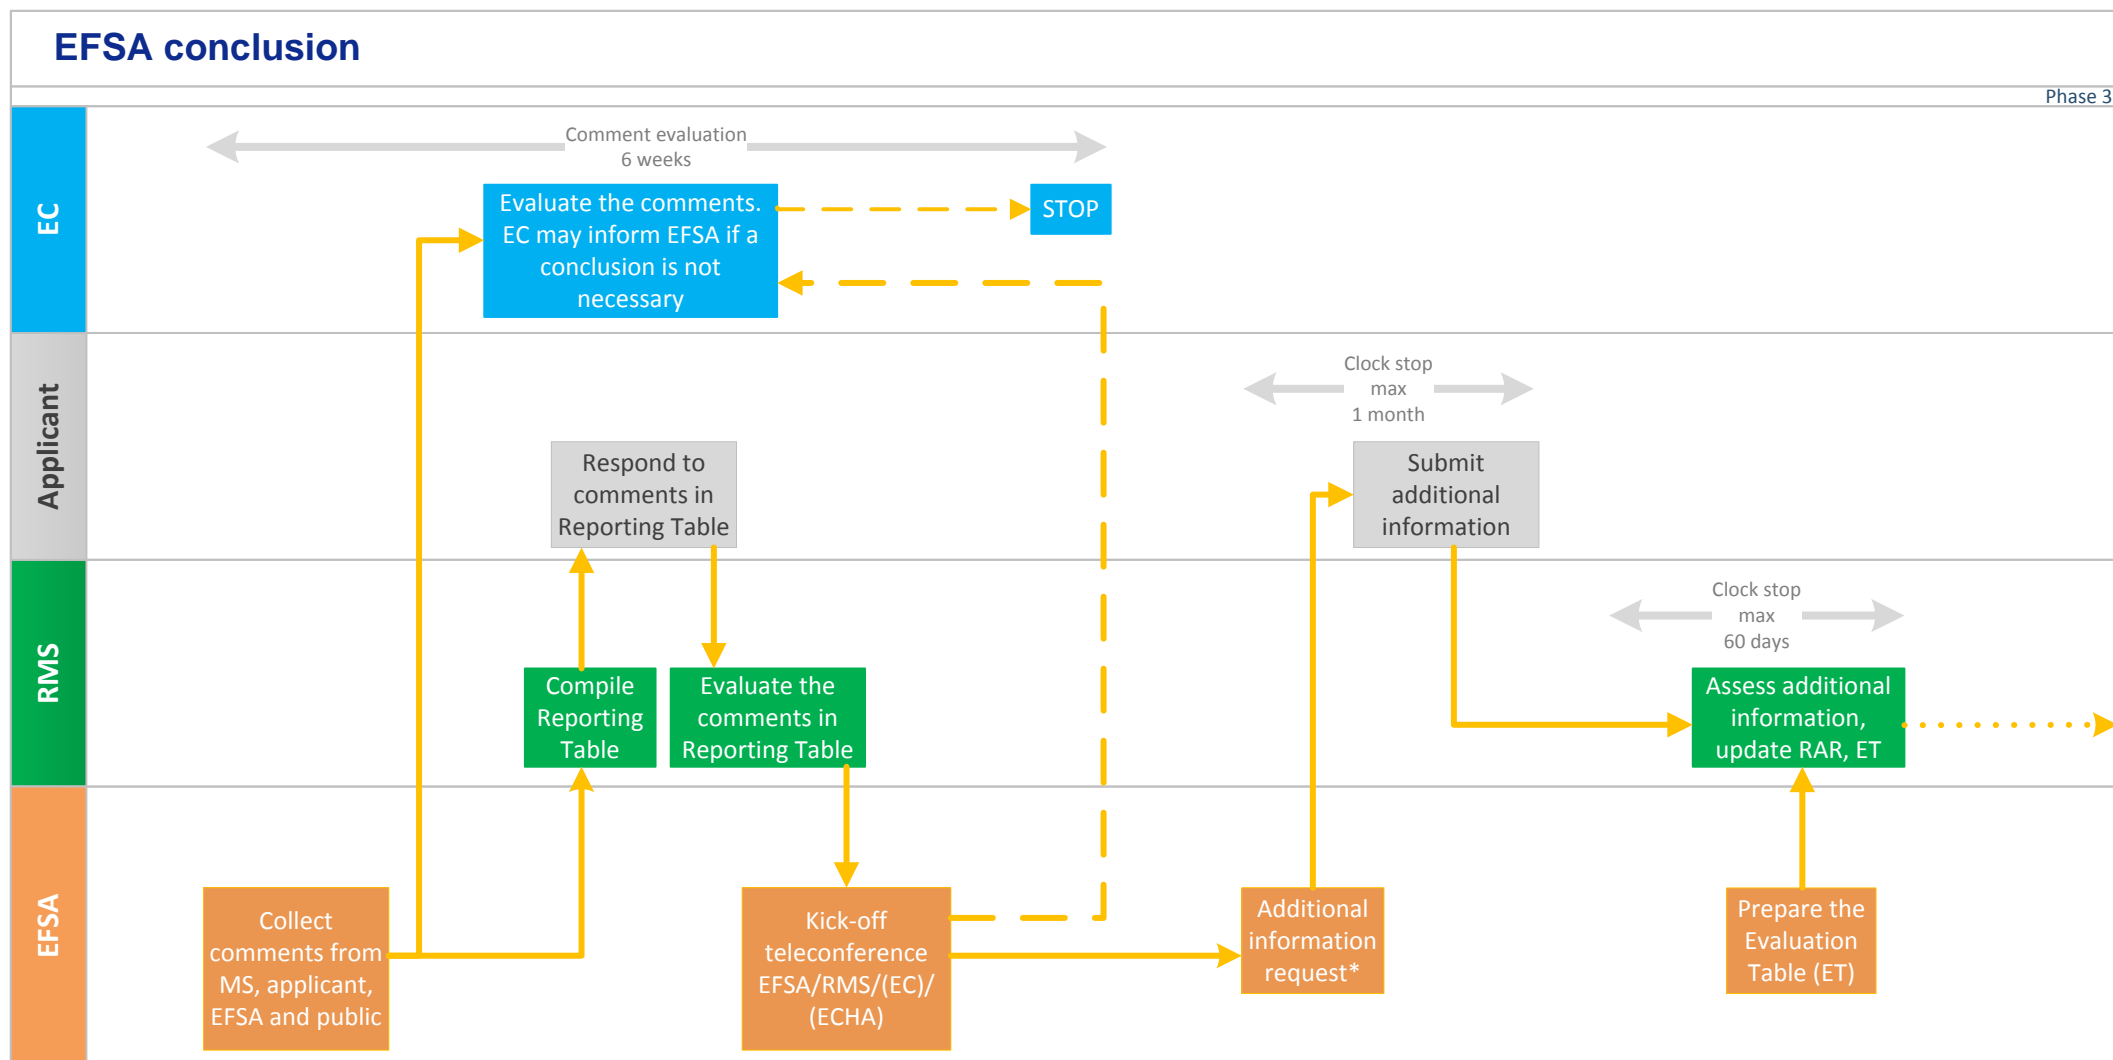 EFSA conclusion
Phase 3
EC
Comment evaluation
6 weeks
Evaluate the comments.
EC may inform EFSA if a
conclusion is not
necessary
STOP
Applicant
Clock stop
max
1 month
Respond to
comments in
Reporting Table
Submit
additional
information
RMS
Clock stop
max
60 days
Compile
Reporting
Table
Evaluate the
comments in
Reporting Table
Assess additional
information,
update RAR, ET
EFSA
Collect
comments from
MS, applicant,
EFSA and public
Kick-off
teleconference
EFSA/RMS/(EC)/
(ECHA)
Additional
information
request*
Prepare the
Evaluation
Table (ET)